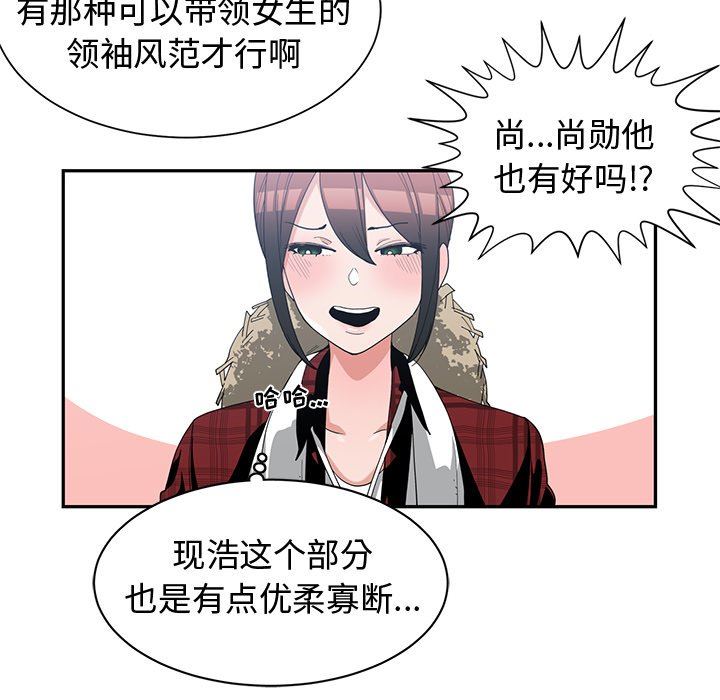 有那种可以带领女生的
领袖风范才行啊
尚...尚勋他
也有好吗!?
哈哈...
现浩这个部分
也是有点优柔寡断...